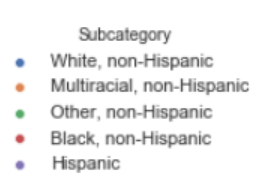 Subcategory
White, non-Hispanic
Multiracial, non-Hispanic
Other, non-Hispanic
Black, non-Hispanic
Hispanic